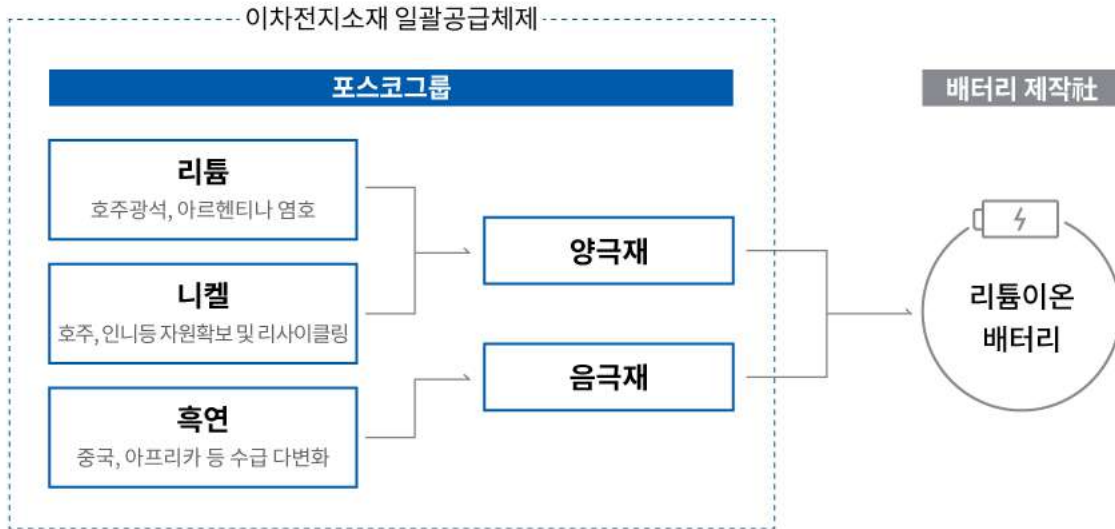 이차전지소재 일괄공급체제
포스코그룹
배터리 제작社
리튬
호주광석, 아르헨티나 염호
니켈
호주, 인니등 자원확보 및 리사이클링
흑연
중국, 아프리카 등 수급 다변화
양극재
음극재
리튬이온
배터리